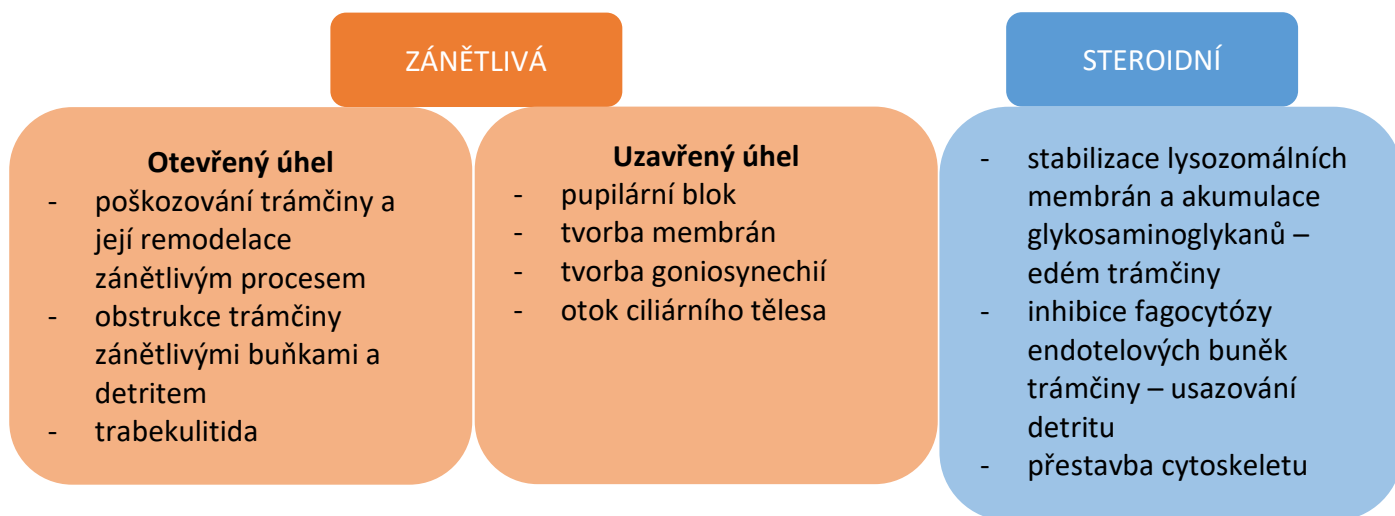 ZÁNĚTLIVÁ
STEROIDNÍ
Otevřený úhel
- poškozování trámčiny a
její remodelace
zánětlivým procesem
- obstrukce trámčiny
zánětlivými buňkami a
detritem
- trabekulitida
Uzavřený úhel
- pupilární blok
- tvorba membrán
- tvorba goniosynechií
- otok ciliárního tělesa
- stabilizace lysozomálních
membrán a akumulace
glykosaminoglykanů –
edém trámčiny
- inhibice fagocytózy
endotelových buněk
trámčiny – usazování
detritu
- přestavba cytoskeletu